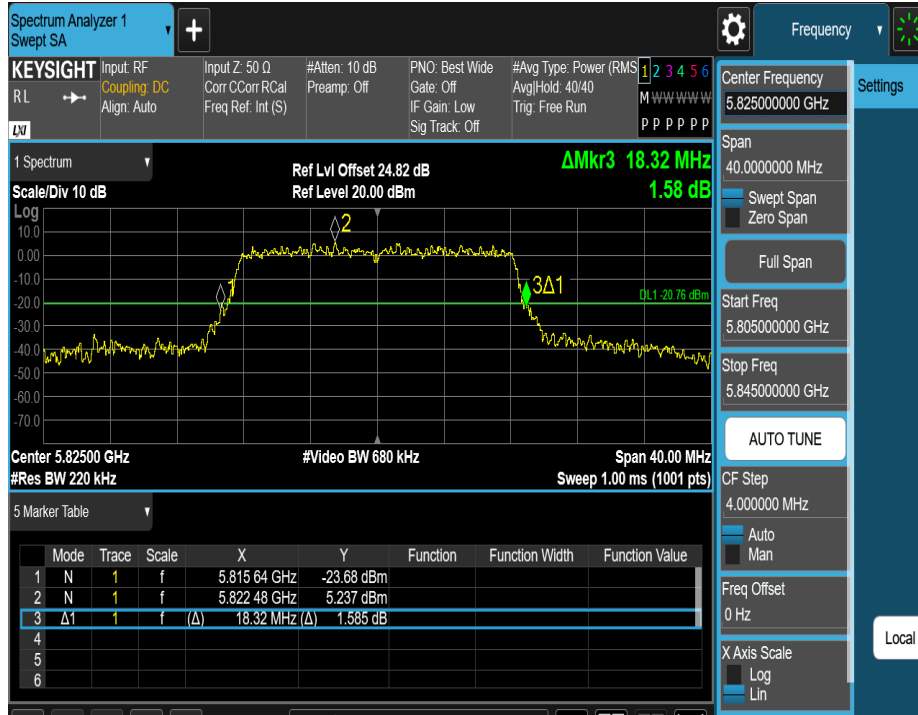 Spectrum Analyzer 1
Swept SA
+
Frequency
KEYSIGHT
RL
LXI
Input: RF
Coupling: DC
Align: Auto
Input Z: 50 Ω
Corr CCorr RCal
Freq Ref: Int (S)
#Atten: 10 dB
Preamp: Off
PNO: Best Wide
Gate: Off
IF Gain: Low
Sig Track: Off
#Avg Type: Power (RMS
Avg|Hold: 40/40
Trig: Free Run
1 2 3 4 5 6
M W W W W W
P P P P P P
1 Spectrum
Scale/Div 10 dB
Ref Lvl Offset 24.82 dB
Ref Level 20.00 dBm
ΔMkr3 18.32 MHz
1.58 dB
Log
10.0
0.00
-10.0
-20.0
-30.0
-40.0
-50.0
-60.0
-70.0
2
1
3Δ1
DL1 -20.76 dBm
Center 5.82500 GHz
#Video BW 680 kHz
Span 40.00 MHz
#Res BW 220 kHz
Sweep 1.00 ms (1001 pts)
5 Marker Table
Mode Trace Scale X Y Function Function Width Function Value
1 N 1 f 5.815 64 GHz -23.68 dBm
2 N 1 f 5.822 48 GHz 5.237 dBm
3 Δ1 1 f (Δ) 18.32 MHz (Δ) 1.585 dB
4
5
6
Center Frequency
5.825000000 GHz
Span
40.0000000 MHz
Swept Span
Zero Span
Full Span
Start Freq
5.805000000 GHz
Stop Freq
5.845000000 GHz
AUTO TUNE
CF Step
4.000000 MHz
Auto
Man
Freq Offset
0 Hz
X Axis Scale
Log
Lin
Settings
Local